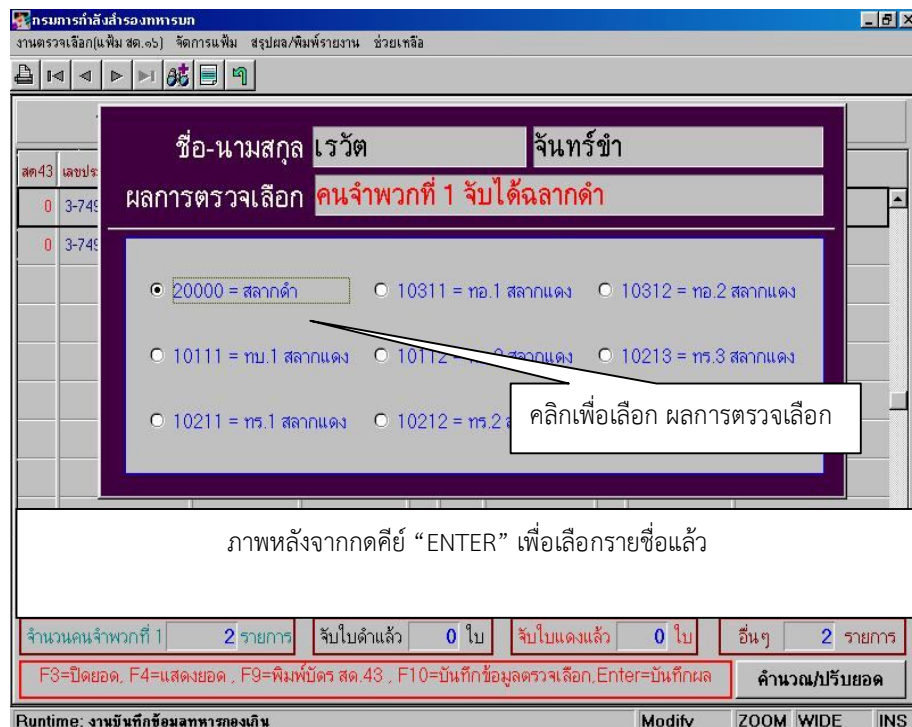 กรมการกำลังสำรองทหารบก
งานตรวจเลือก(แฟ้ม สด.๑๖) จัดการแฟ้ม สรุปผล/พิมพ์รายงาน ช่วยเหลือ
ชื่อ-นามสกุล เรวัต จันทร์ขำ
ผลการตรวจเลือก คนจำพวกที่ 1 จับได้ฉลากดำ
สด43 เลขประ
0 3-749
0 3-749
20000 = สลากดำ 10311 = ทอ.1 สลากแดง 10312 = ทอ.2 สลากแดง
10111 = ทบ.1 สลากแดง 10112 = สลากแดง 10213 = ทร.3 สลากแดง
10211 = ทร.1 สลากแดง 10212 = ทร.2
คลิกเพื่อเลือก ผลการตรวจเลือก
ภาพหลังจากกดคีย์ “ENTER” เพื่อเลือกรายชื่อแล้ว
จำนวนคนจำพวกที่ 1 2 รายการ จับใบดำแล้ว 0 ใบ จับใบแดงแล้ว 0 ใบ อื่นๆ 2 รายการ
F3=ปิดยอด, F4=แสดงยอด , F9=พิมพ์บัตร สด.43 , F10=บันทึกข้อมูลตรวจเลือก,Enter=บันทึกผล คำนวณ/ปรับยอด
Runtime: งานบันทึกข้อมูลทหารกองเกิน Modify ZOOM WIDE INS